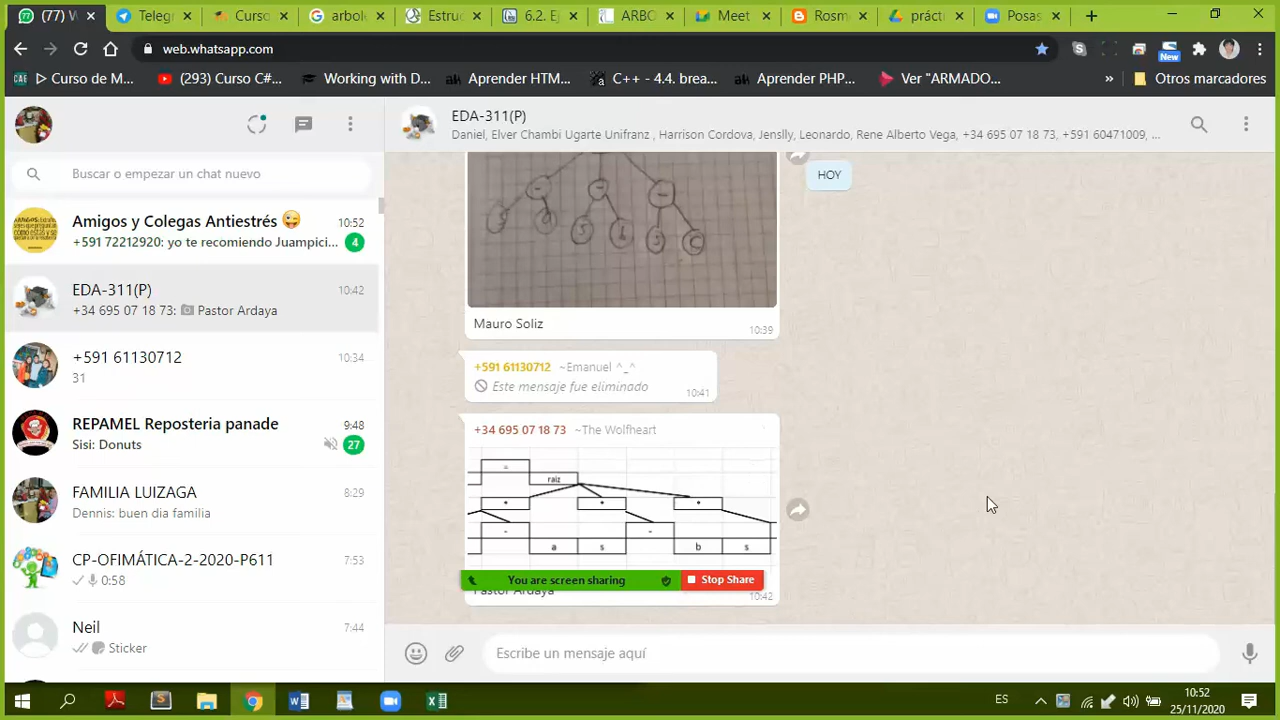 (77) W
Telegr
Curso
arbole
Estruc
6.2. Ej
ARBO
Meet
Rosm
prácti
Posas
web.whatsapp.com
New
▷ Curso de M...
(293) Curso C#...
Working with D...
Aprender HTM...
C++ - 4.4. brea...
Aprender PHP...
Ver "ARMADO...
»
Otros marcadores
EDA-311(P)
Daniel, Elver Chambi Ugarte Unifranz , Harrison Cordova, Jenslly, Leonardo, Rene Alberto Vega, +34 695 07 18 73, +591 60471009, ...
Buscar o empezar un chat nuevo
Amigos y Colegas Antiestrés 😜
10:52
+591 72212920: yo te recomiendo Juampici...
4
EDA-311(P)
10:42
+34 695 07 18 73: Pastor Ardaya
+591 61130712
10:34
31
REPAMEL Reposteria panade
9:48
Sisi: Donuts
27
FAMILIA LUIZAGA
8:29
Dennis: buen dia familia
CP-OFIMÁTICA-2-2020-P611
7:53
0:58
Neil
7:44
Sticker
HOY
Mauro Soliz
10:39
+591 61130712 ~Emanuel ^_^
Este mensaje fue eliminado
10:41
+34 695 07 18 73 ~The Wolfheart
=
raiz
* * *
- -
a s b s
You are screen sharing
Stop Share
Pastor Ardaya
10:42
Escribe un mensaje aquí
ES
10:52
25/11/2020